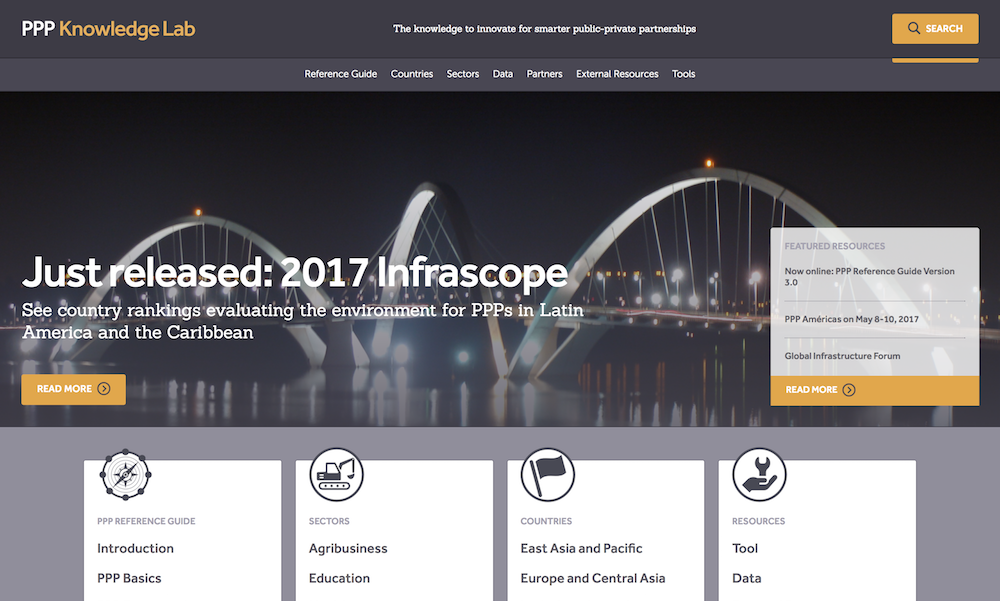 PPP Knowledge Lab
The knowledge to innovate for smarter public-private partnerships
SEARCH
Reference Guide Countries Sectors Data Partners External Resources Tools
Just released: 2017 Infrascope
See country rankings evaluating the environment for PPPs in Latin
America and the Caribbean
READ MORE
FEATURED RESOURCES
Now online: PPP Reference Guide Version
3.0
PPP Américas on May 8-10, 2017
Global Infrastructure Forum
READ MORE
PPP REFERENCE GUIDE
Introduction
PPP Basics
SECTORS
Agribusiness
Education
COUNTRIES
East Asia and Pacific
Europe and Central Asia
RESOURCES
Tool
Data